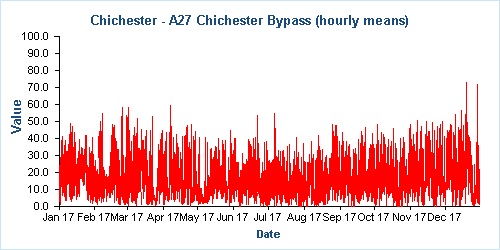 Chichester - A27 Chichester Bypass (hourly means)
100.0
90.0
80.0
70.0
60.0
50.0
40.0
30.0
20.0
10.0
0.0
Value
Jan 17 Feb 17 Mar 17 Apr 17 May 17 Jun 17 Jul 17 Aug 17 Sep 17 Oct 17 Nov 17 Dec 17
Date